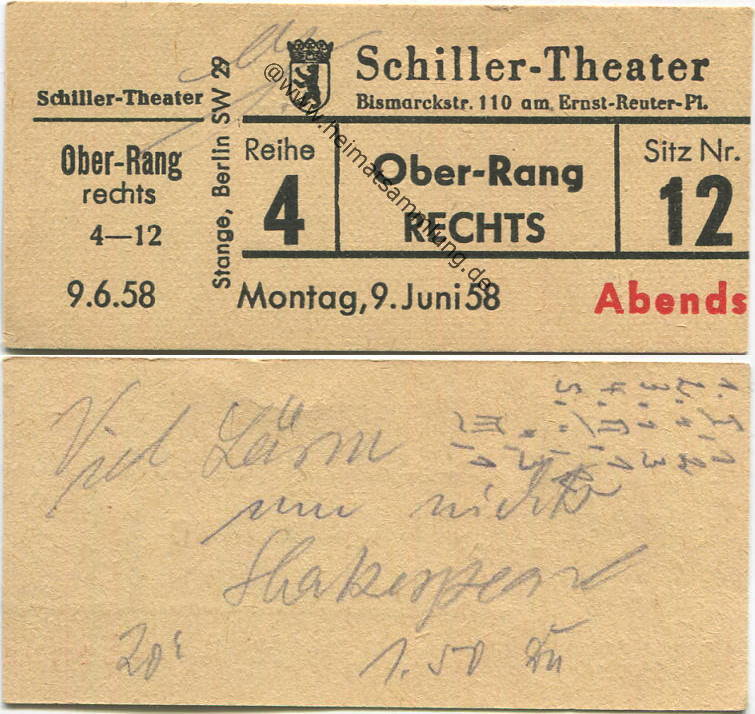 Schiller-Theater
Ober-Rang
rechts
4—12
9.6.58
Stange, Berlin SW 29
Schiller-Theater
Bismarckstr. 110 am Ernst-Reuter-Pl.
Reihe
4
Ober-Rang
RECHTS
Sitz Nr.
12
Montag, 9. Juni 58
Abends
@www.heimatsammlung.de
Viel Lärm
um nichts
Shakespeare
1.50